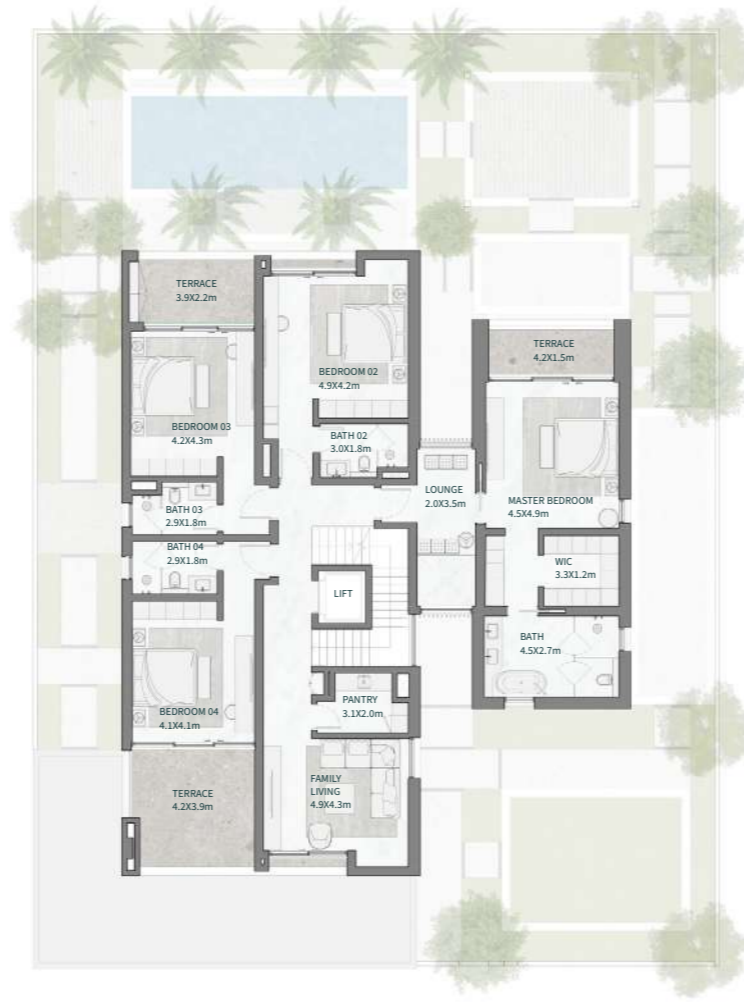 TERRACE
3.9X2.2m
BEDROOM 02
4.9X4.2m
TERRACE
4.2X1.5m
BEDROOM 03
4.2X4.3m
BATH 02
3.0X1.8m
LOUNGE
2.0X3.5m
MASTER BEDROOM
4.5X4.9m
BATH 03
2.9X1.8m
BATH 04
2.9X1.8m
WIC
3.3X1.2m
LIFT
BATH
4.5X2.7m
BEDROOM 04
4.1X4.1m
PANTRY
3.1X2.0m
TERRACE
4.2X3.9m
FAMILY
LIVING
4.9X4.3m